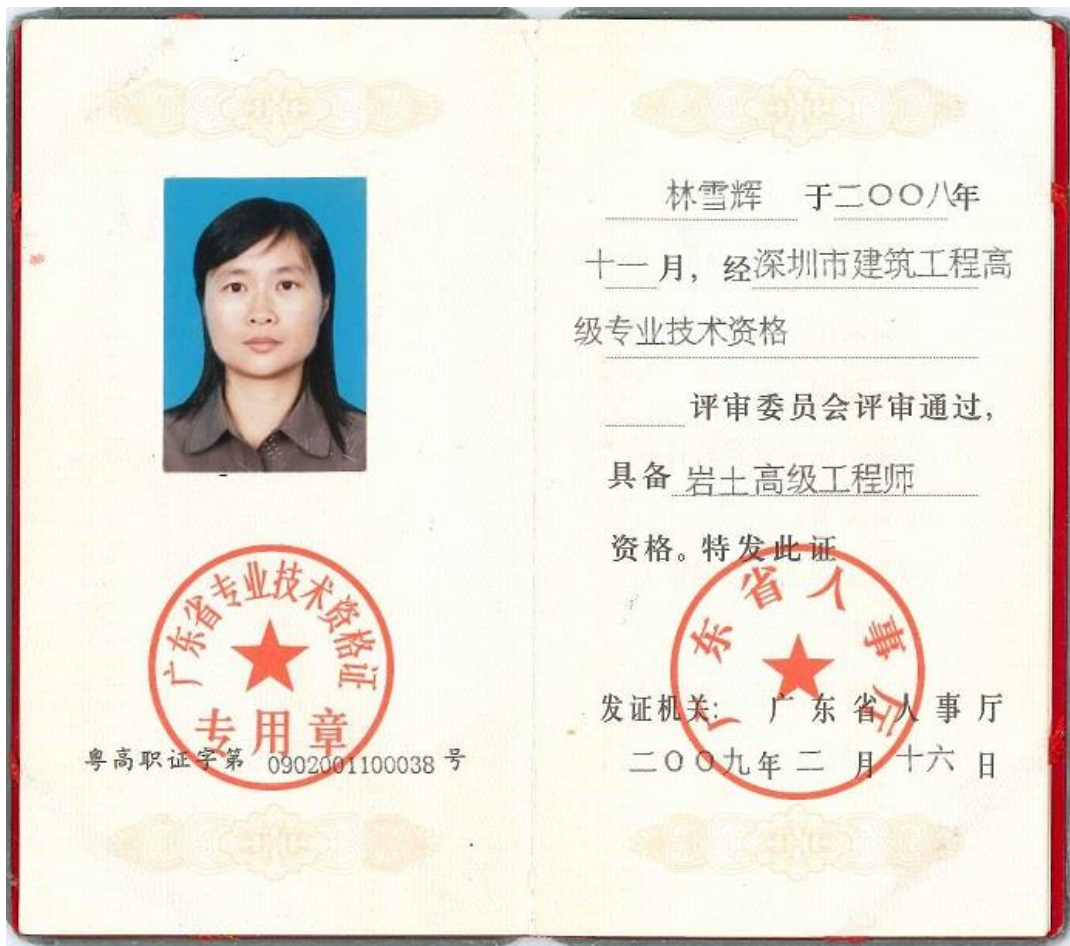 广东省专业技术资格证
专用章
粤高职证字第 0902001100038 号
林雪辉 于二〇〇八年
十一月，经深圳市建筑工程高
级专业技术资格
评审委员会评审通过，
具备 岩土高级工程师
资格。特发此证
广东省人事厅
发证机关：广东省人事厅
二〇〇九年 二 月 十六 日